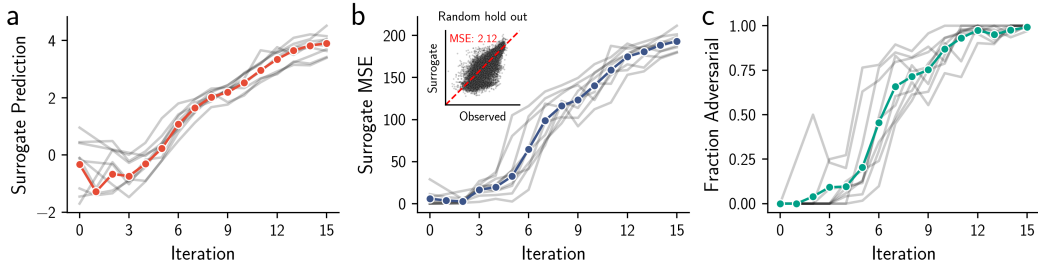 a
Surrogate Prediction
4
2
0
−2
0
3
6
9
12
15
Iteration
b
Surrogate MSE
200
150
100
50
0
0
3
6
9
12
15
Iteration
Random hold out
MSE: 2.12
Surrogate
Observed
c
Fraction Adversarial
1.00
0.75
0.50
0.25
0.00
0
3
6
9
12
15
Iteration